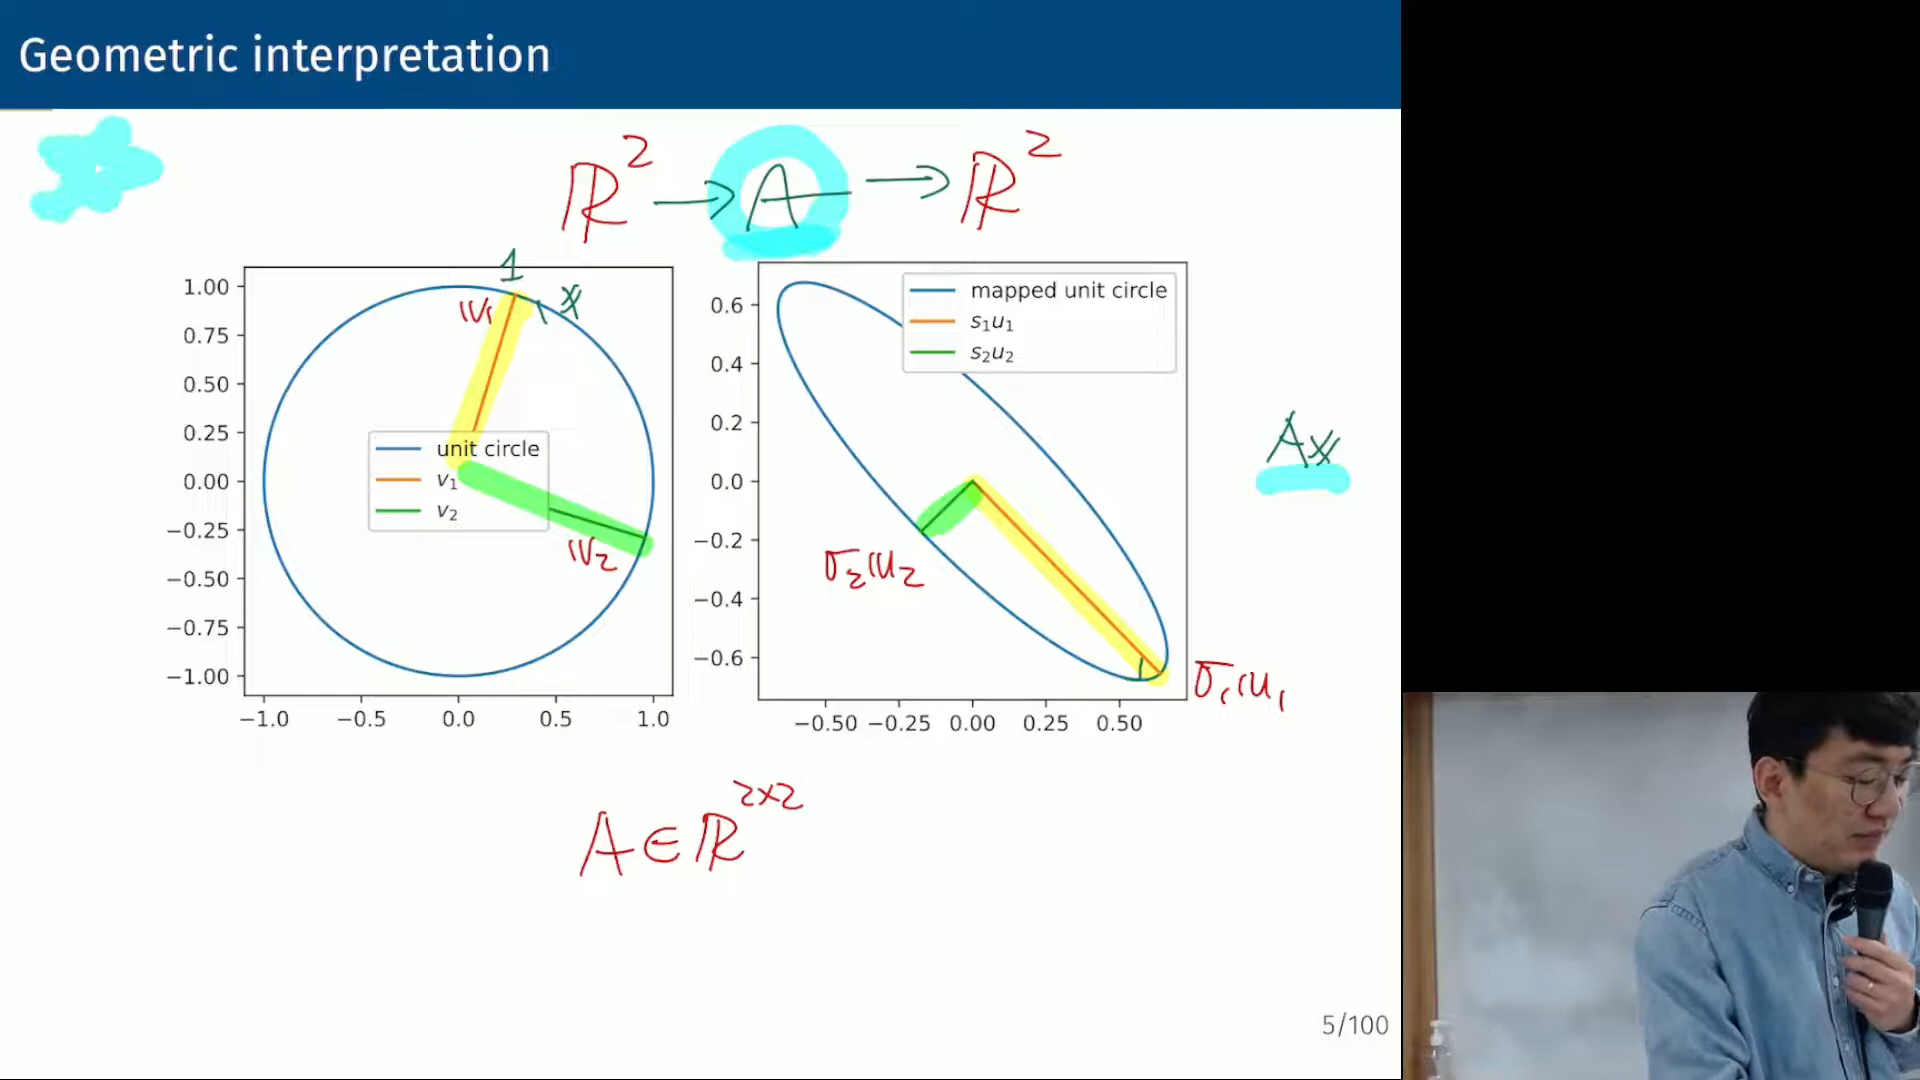 Geometric interpretation
ℝ² → A → ℝ²
1
𝕧₁
𝕩
1.00
0.75
0.50
0.25
0.00
−0.25
−0.50
−0.75
−1.00
unit circle
v₁
v₂
𝕧₂
−1.0 −0.5 0.0 0.5 1.0
0.6
0.4
0.2
0.0
−0.2
−0.4
−0.6
mapped unit circle
s₁u₁
s₂u₂
σ₂𝕦₂
σ₁𝕦₁
−0.50 −0.25 0.00 0.25 0.50
A𝕩
A ∈ ℝ²ˣ²
5/100